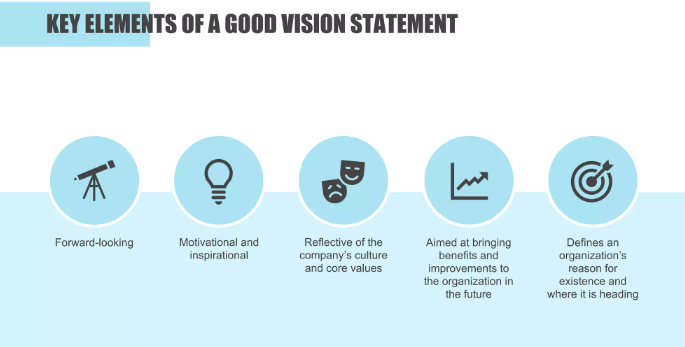 KEY ELEMENTS OF A GOOD VISION STATEMENT
Forward-looking
Motivational and
inspirational
Reflective of the
company's culture
and core values
Aimed at bringing
benefits and
improvements to
the organization in
the future
Defines an
organization's
reason for
existence and
where it is heading